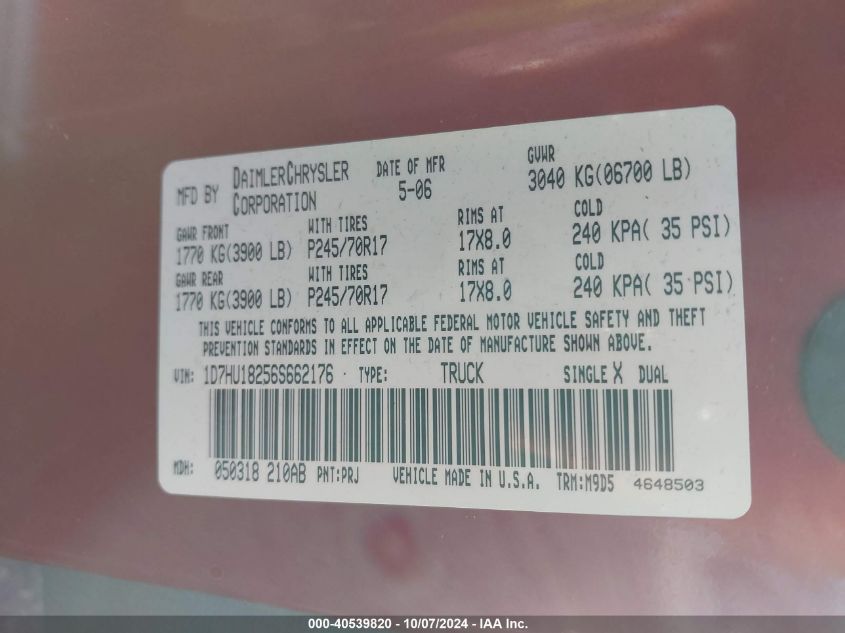 MFD BY DAIMLERCHRYSLER CORPORATION
DATE OF MFR 5-06
GVWR 3040 KG(06700 LB)
GAWR FRONT WITH TIRES RIMS AT COLD
1770 KG(3900 LB) P245/70R17 17X8.0 240 KPA( 35 PSI)
GAWR REAR WITH TIRES RIMS AT COLD
1770 KG(3900 LB) P245/70R17 17X8.0 240 KPA( 35 PSI)
THIS VEHICLE CONFORMS TO ALL APPLICABLE FEDERAL MOTOR VEHICLE SAFETY AND THEFT
PREVENTION STANDARDS IN EFFECT ON THE DATE OF MANUFACTURE SHOWN ABOVE.
VIN: 1D7HU18256S662176 TYPE: TRUCK SINGLE X DUAL
MDH: 050318 210AB PNT:PRJ VEHICLE MADE IN U.S.A. TRM:M9D5 4648503
000-40539820 - 10/07/2024 - IAA Inc.